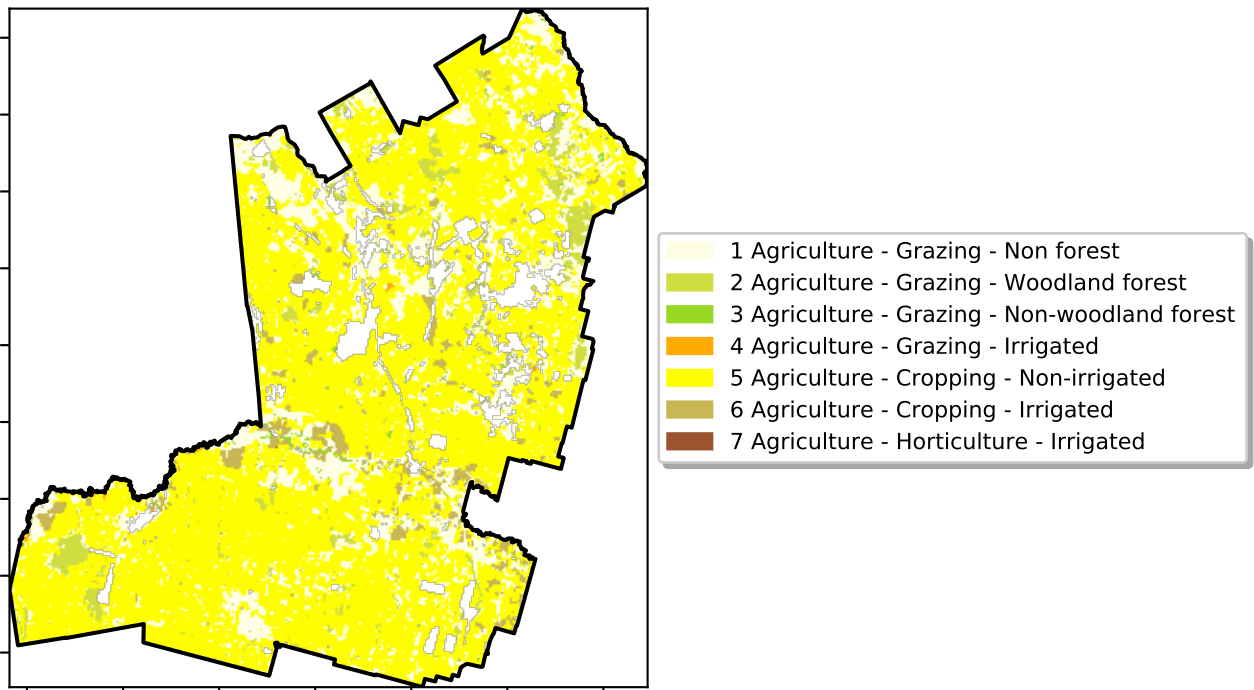 1 Agriculture - Grazing - Non forest
2 Agriculture - Grazing - Woodland forest
3 Agriculture - Grazing - Non-woodland forest
4 Agriculture - Grazing - Irrigated
5 Agriculture - Cropping - Non-irrigated
6 Agriculture - Cropping - Irrigated
7 Agriculture - Horticulture - Irrigated